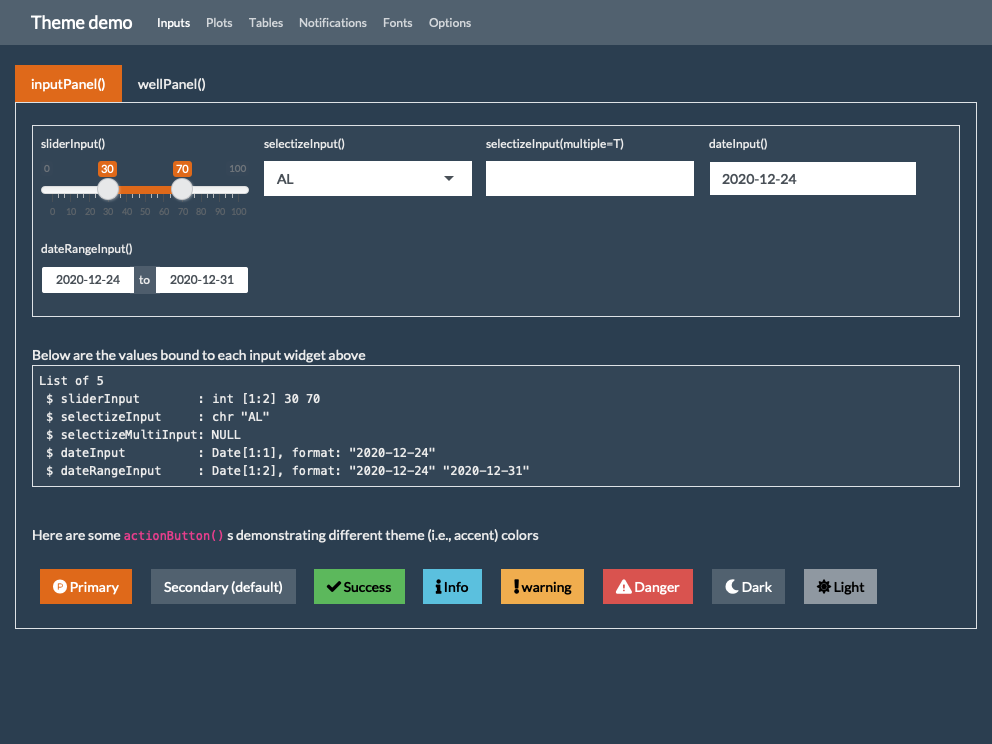 Theme demo Inputs Plots Tables Notifications Fonts Options
inputPanel() wellPanel()
sliderInput() selectizeInput() selectizeInput(multiple=T) dateInput()
0 30 70 100
AL 2020-12-24
0 10 20 30 40 50 60 70 80 90 100
dateRangeInput()
2020-12-24 to 2020-12-31
Below are the values bound to each input widget above
List of 5
$ sliderInput : int [1:2] 30 70
$ selectizeInput : chr "AL"
$ selectizeMultiInput: NULL
$ dateInput : Date[1:1], format: "2020-12-24"
$ dateRangeInput : Date[1:2], format: "2020-12-24" "2020-12-31"
Here are some actionButton() s demonstrating different theme (i.e., accent) colors
Primary Secondary (default) Success Info warning Danger Dark Light